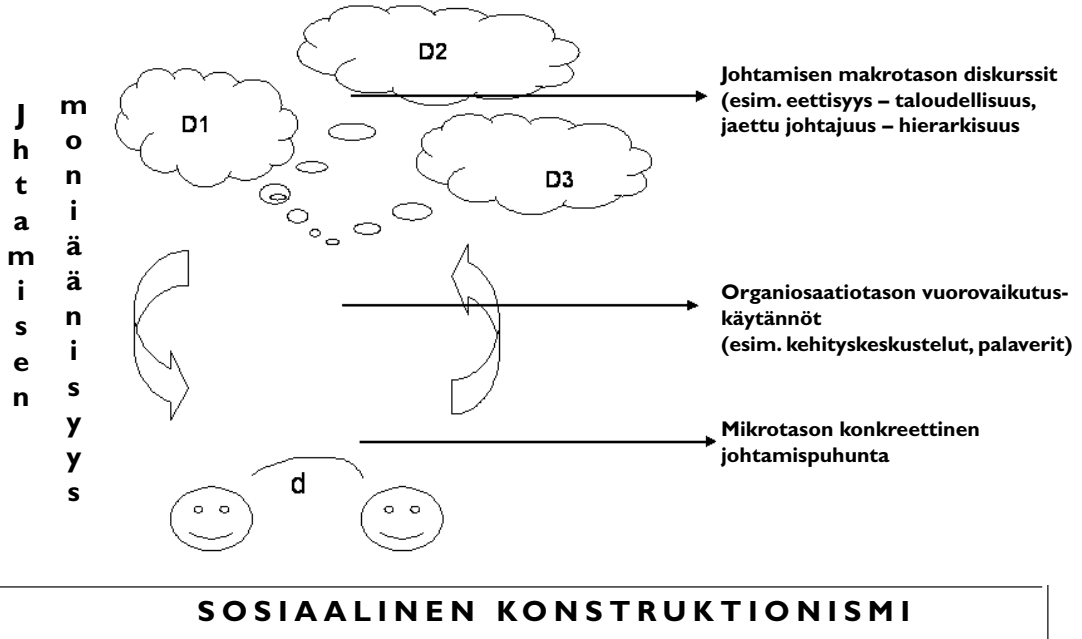 Jhtamisen
moniäänisyys
D2
D1
D3
Johtamisen makrotason diskurssit
(esim. eettisyys – taloudellisuus,
jaettu johtajuus – hierarkisuus
Organiosaatiotason vuorovaikutus-
käytännöt
(esim. kehityskeskustelut, palaverit)
Mikrotason konkreettinen
johtamispuhunta
d
SOSIAALINEN KONSTRUKTIONISMI